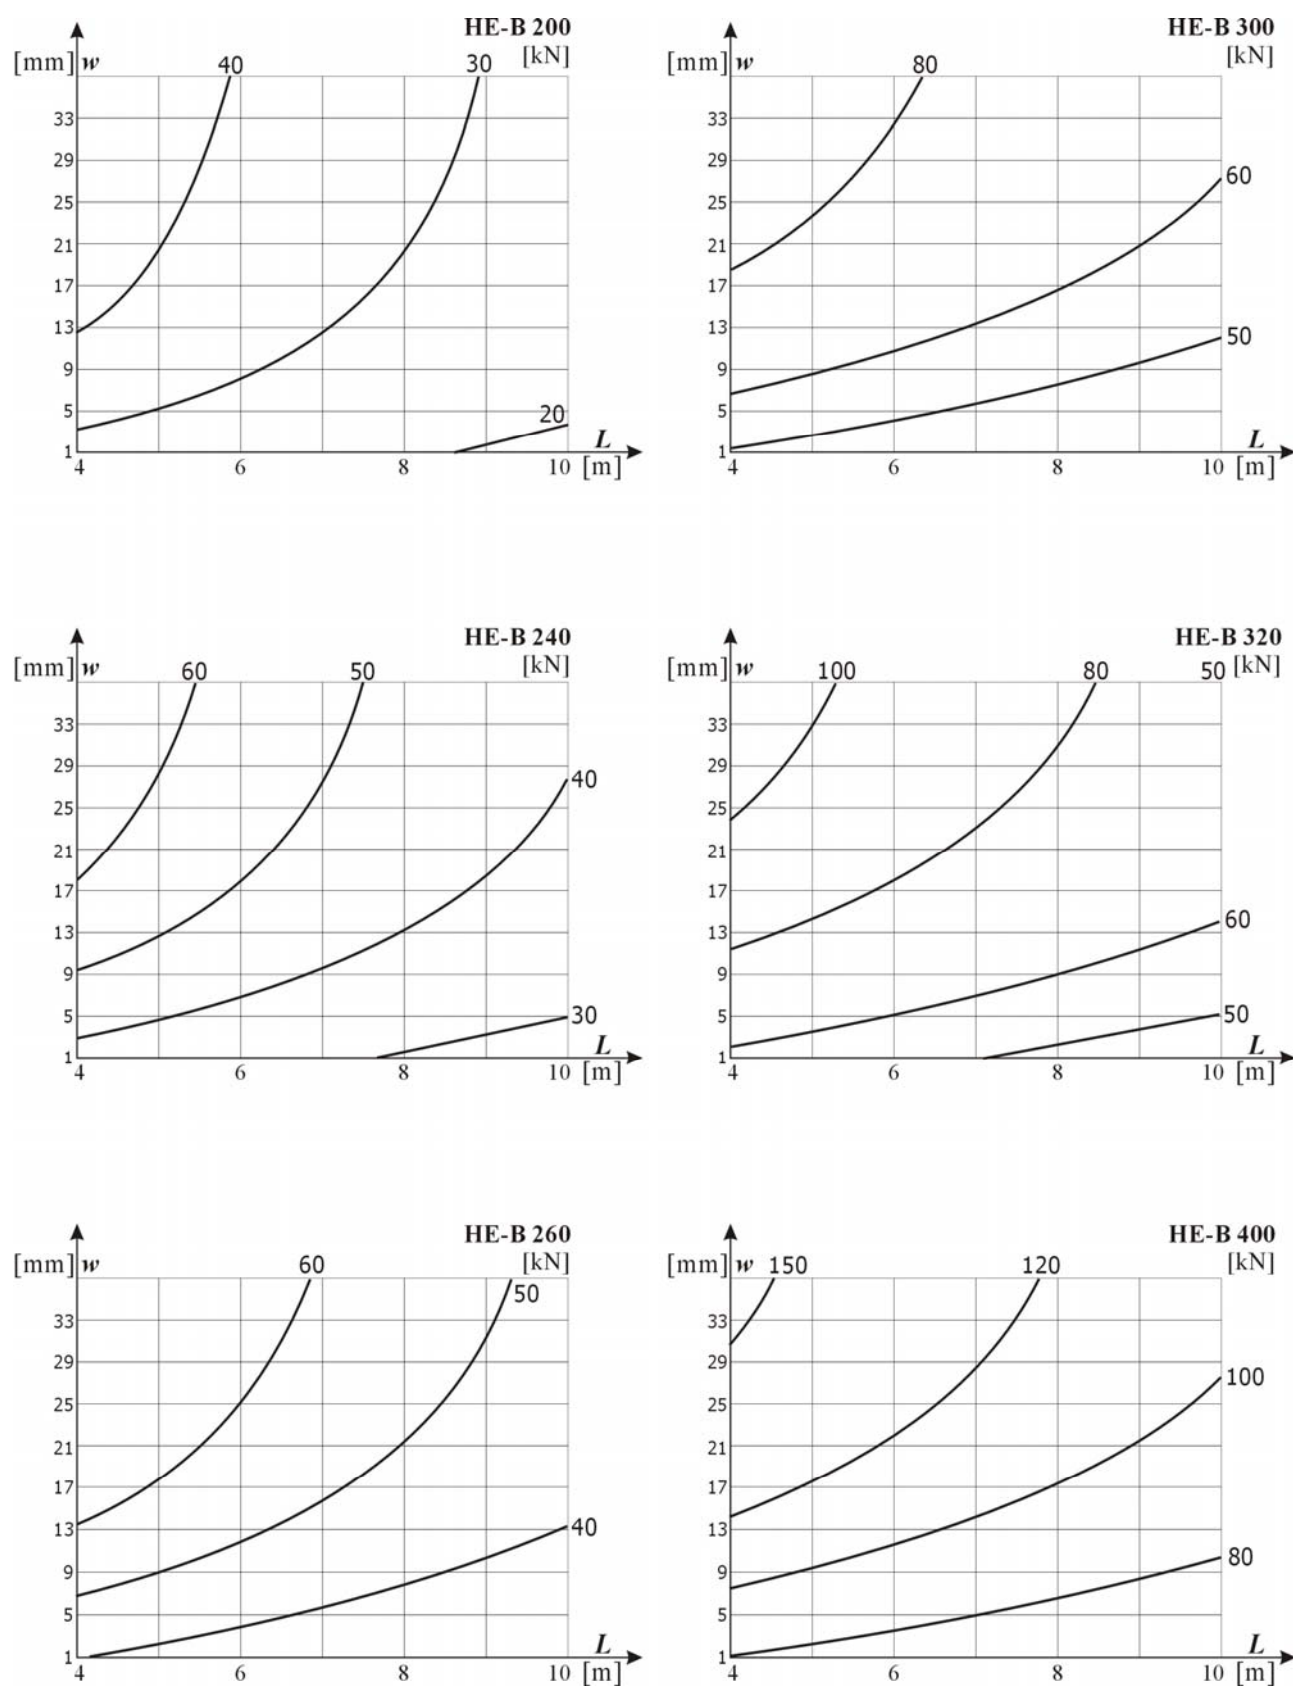 HE-B 200
[mm] w 40 30 [kN]
33
29
25
21
17
13
9
5 20
1 L
4 6 8 10 [m]
HE-B 300
[mm] w 80 [kN]
33
29 60
25
21
17
13 50
9
5
1 L
4 6 8 10 [m]
HE-B 240
[mm] w 60 50 [kN]
33
29 40
25
21
17
13
9
5 30
1 L
4 6 8 10 [m]
HE-B 320
[mm] w 100 80 50 [kN]
33
29
25
21
17
13 60
9
5 50
1 L
4 6 8 10 [m]
HE-B 260
[mm] w 60 [kN]
50
33
29
25
21
17
13 40
9
5
1 L
4 6 8 10 [m]
HE-B 400
[mm] w 150 120 [kN]
33
29 100
25
21
17
13
9 80
5
1 L
4 6 8 10 [m]